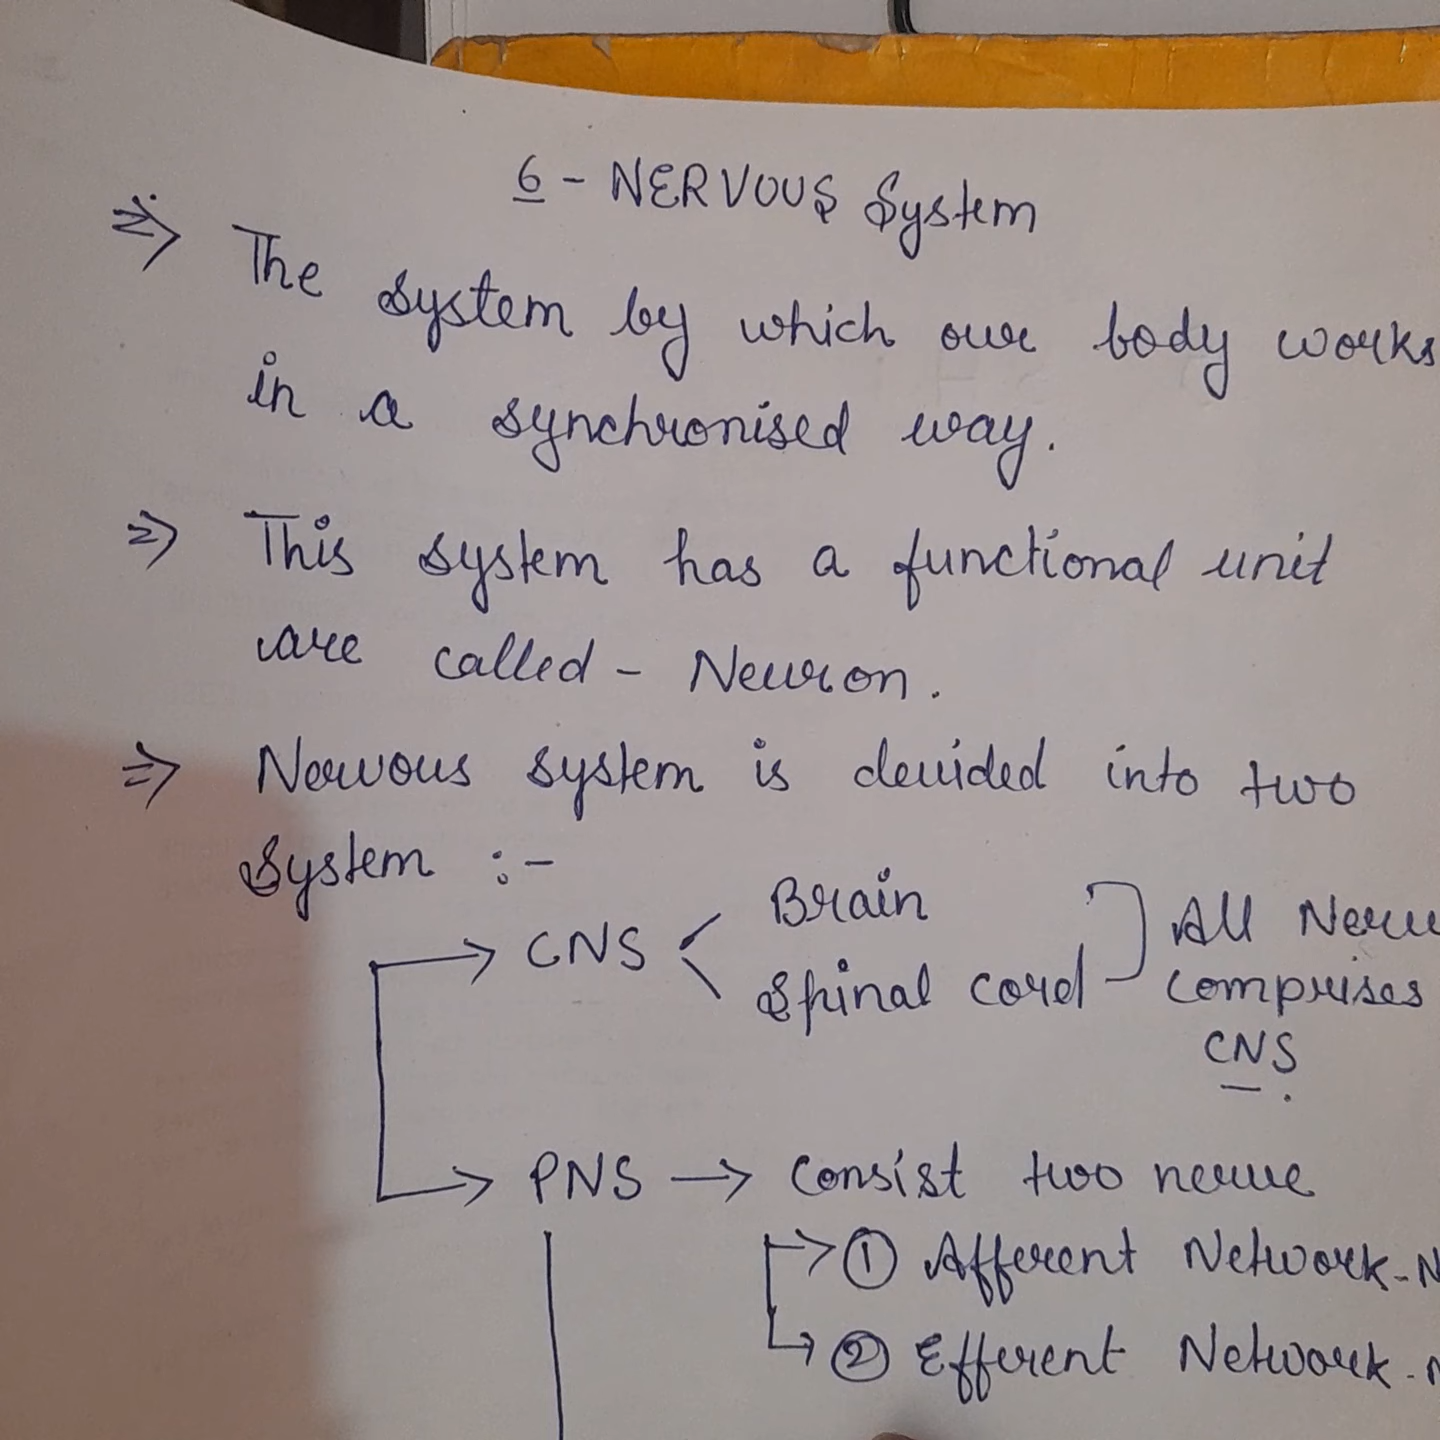 6 - NERVOUS System
⇒ The system by which our body works
in a synchronised way.
⇒ This system has a functional unit
are called - Neuron.
⇒ Nervous system is devided into two
system :-
→ CNS < Brain
Spinal cord ] All Nerve
comprises
CNS.
→ PNS → Consist two nerve
→ ① Afferent Network - N
→ ② Efferent Network - N